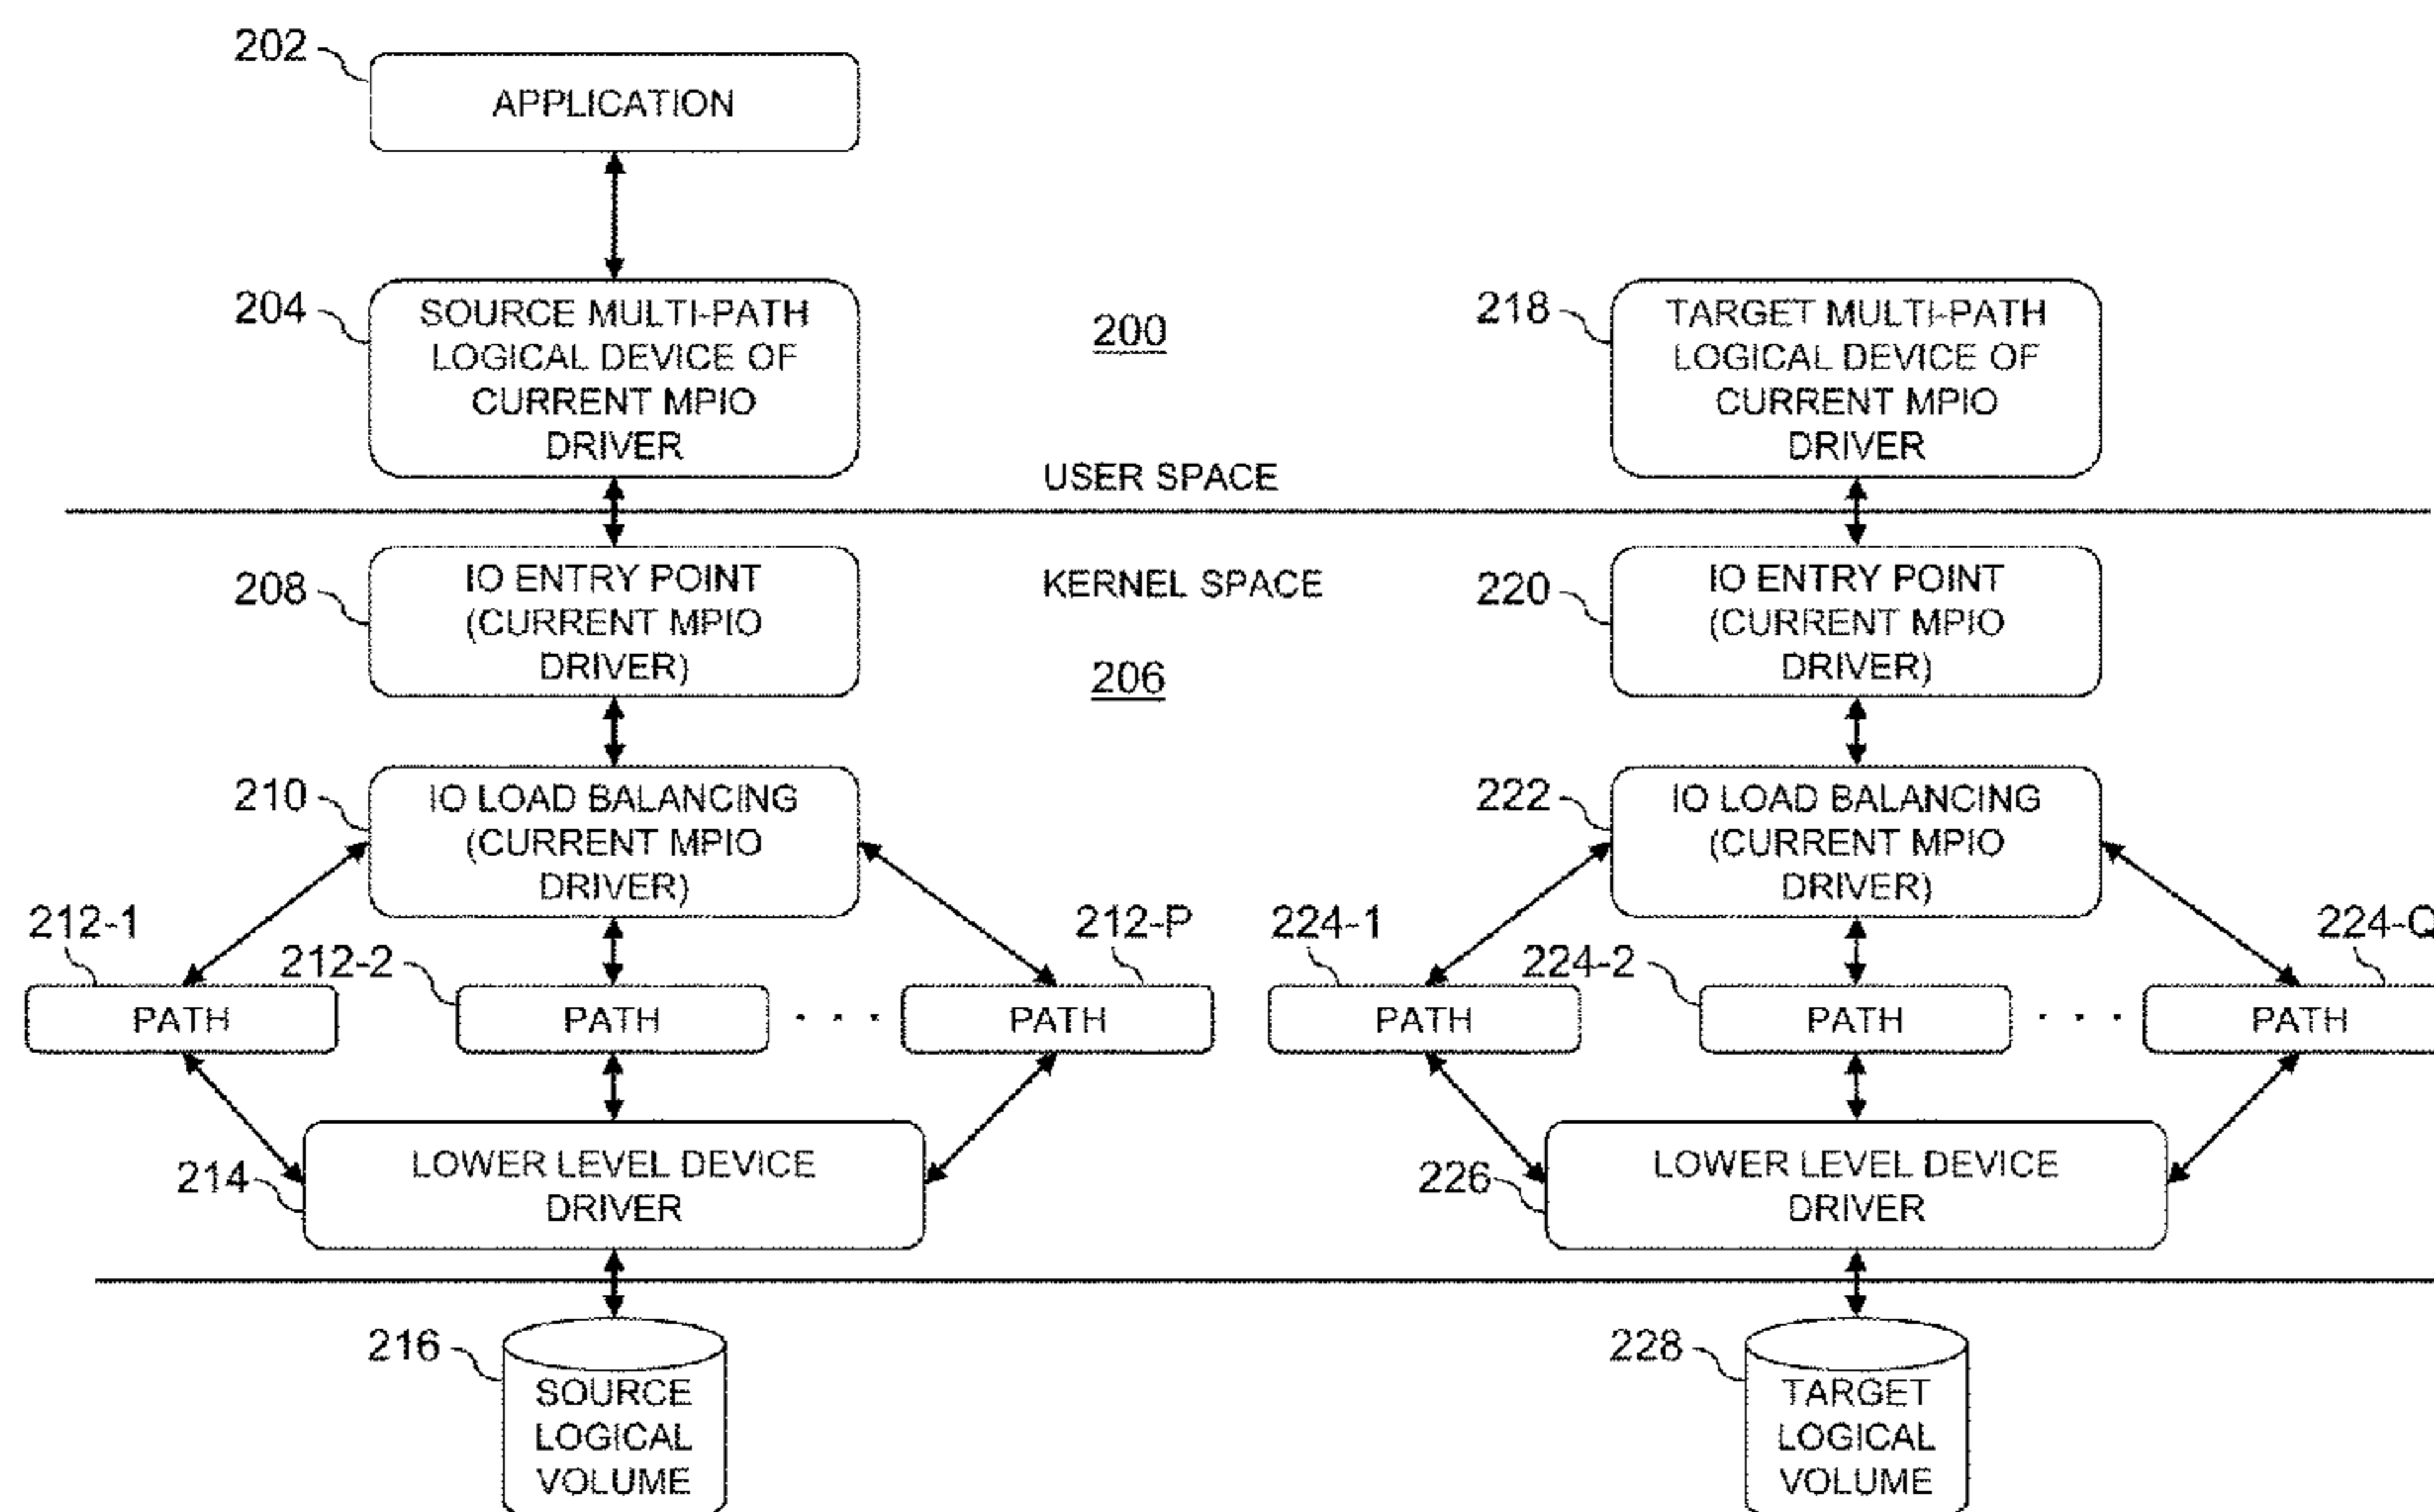 202
APPLICATION
204
SOURCE MULTI-PATH
LOGICAL DEVICE OF
CURRENT MPIO
DRIVER
200
218
TARGET MULTI-PATH
LOGICAL DEVICE OF
CURRENT MPIO
DRIVER
USER SPACE
208
IO ENTRY POINT
(CURRENT MPIO
DRIVER)
KERNEL SPACE
206
220
IO ENTRY POINT
(CURRENT MPIO
DRIVER)
210
IO LOAD BALANCING
(CURRENT MPIO
DRIVER)
222
IO LOAD BALANCING
(CURRENT MPIO
DRIVER)
212-1
212-2
212-P
224-1
224-2
224-Q
PATH
PATH
· · ·
PATH
PATH
PATH
· · ·
PATH
214
LOWER LEVEL DEVICE
DRIVER
226
LOWER LEVEL DEVICE
DRIVER
216
SOURCE
LOGICAL
VOLUME
228
TARGET
LOGICAL
VOLUME